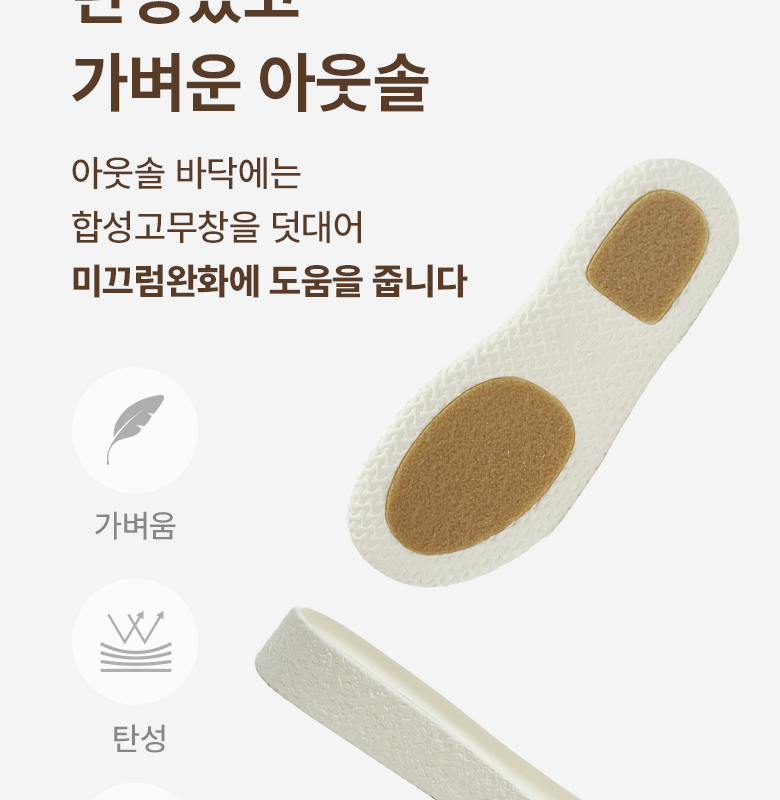 가벼운 아웃솔
아웃솔 바닥에는
합성고무창을 덧대어
미끄럼완화에 도움을 줍니다
가벼움
탄성